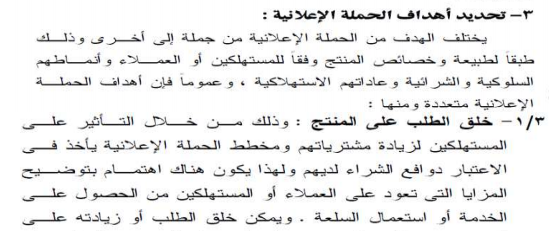 ٣- تحديد أهداف الحملة الإعلانية :
يختلف الهدف من الحملة الإعلانية من جملة إلى أخرى وذلك
طبقاً لطبيعة وخصائص المنتج وفقاً للمستهلكين أو العملاء وأنماطهم
السلوكية والشرائية وعاداتهم الاستهلاكية ، وعموماً فإن أهداف الحملة
الإعلانية متعددة ومنها :
١/٣- خلق الطلب على المنتج : وذلك من خلال التأثير على
المستهلكين لزيادة مشترياتهم ومخطط الحملة الإعلانية يأخذ فى
الاعتبار دوافع الشراء لديهم ولهذا يكون هناك اهتمام بتوضيح
المزايا التى تعود على العملاء أو المستهلكين من الحصول على
الخدمة أو استعمال السلعة . ويمكن خلق الطلب أو زيادته على